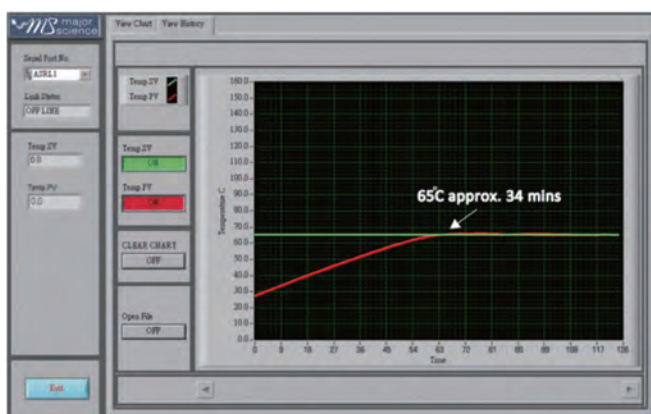 MS major science
View Chart View History
Serial Port No.
ASRL1
Link Status
OFF LINE
Temp SV
0.0
Temp PV
0.0
Exit
Temp SV
Temp PV
Temp SV
ON
Temp PV
ON
CLEAR CHART
OFF
Open File
OFF
Temperature C
160.0
150.0
140.0
130.0
120.0
110.0
100.0
90.0
80.0
70.0
60.0
50.0
40.0
30.0
20.0
10.0
0.0
65°C approx. 34 mins
0 9 18 27 36 45 54 63 72 81 90 99 108 117 126
Time